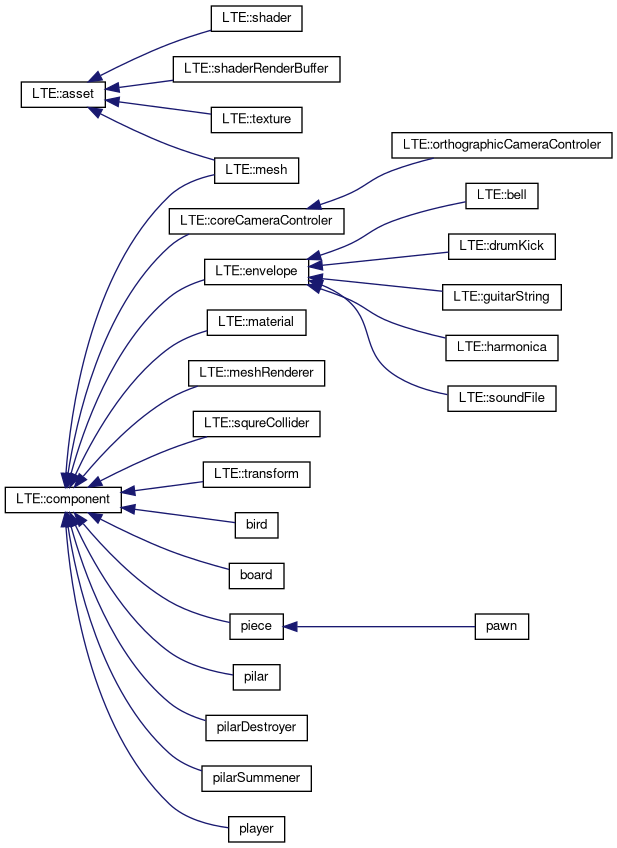 LTE::shader
LTE::shaderRenderBuffer
LTE::asset
LTE::texture
LTE::orthographicCameraControler
LTE::mesh
LTE::bell
LTE::coreCameraControler
LTE::drumKick
LTE::envelope
LTE::guitarString
LTE::material
LTE::harmonica
LTE::meshRenderer
LTE::soundFile
LTE::squreCollider
LTE::transform
LTE::component
bird
board
piece
pawn
pilar
pilarDestroyer
pilarSummener
player